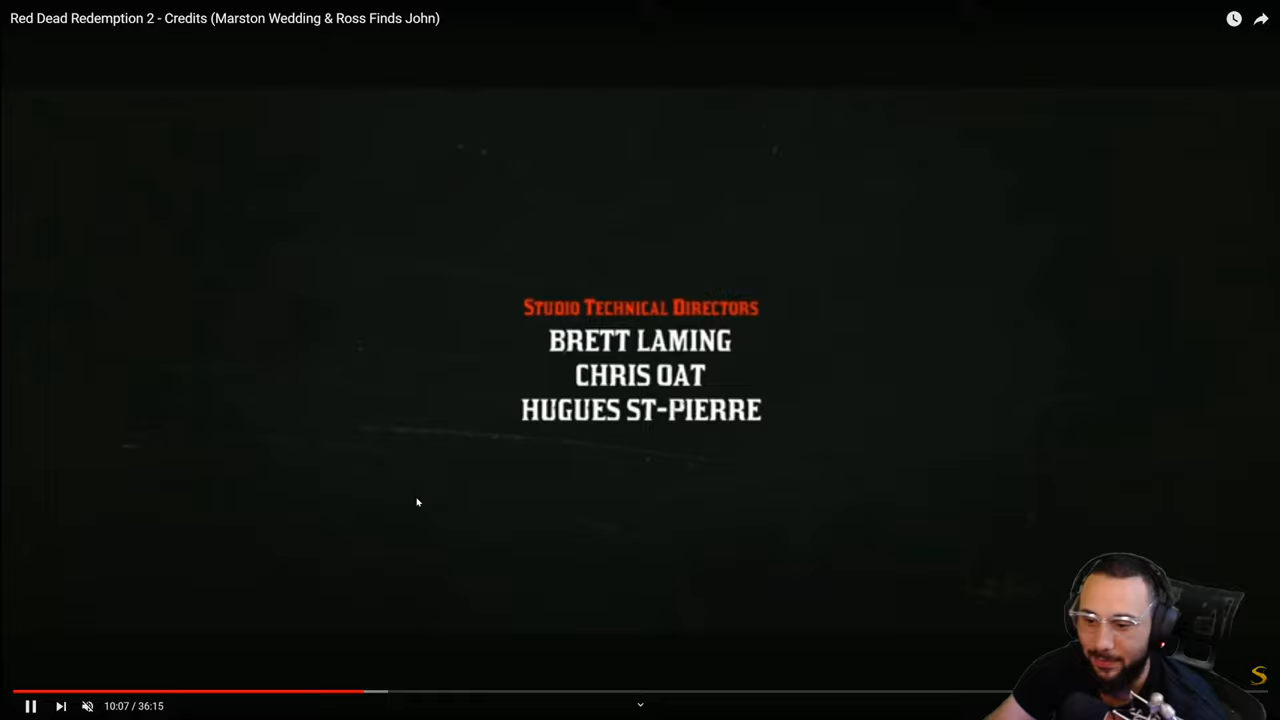 Red Dead Redemption 2 - Credits (Marston Wedding & Ross Finds John)
STUDIO TECHNICAL DIRECTORS
BRETT LAMING
CHRIS OAT
HUGUES ST-PIERRE
10:07 / 36:15
S